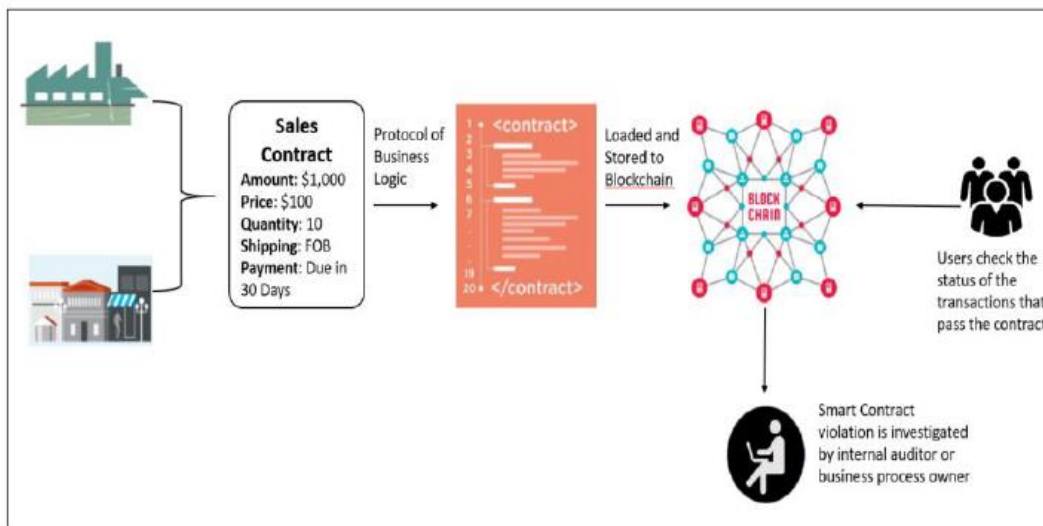 Sales
Contract
Amount: $1,000
Price: $100
Quantity: 10
Shipping: FOB
Payment: Due in
30 Days
Protocol of
Business
Logic
1
2
3
4
5
6
7
.
.
.
19
20
<contract>
</contract>
Loaded and
Stored to
Blockchain
BLOCK
CHAIN
Users check the
status of the
transactions that
pass the contract
Smart Contract
violation is investigated
by internal auditor or
business process owner